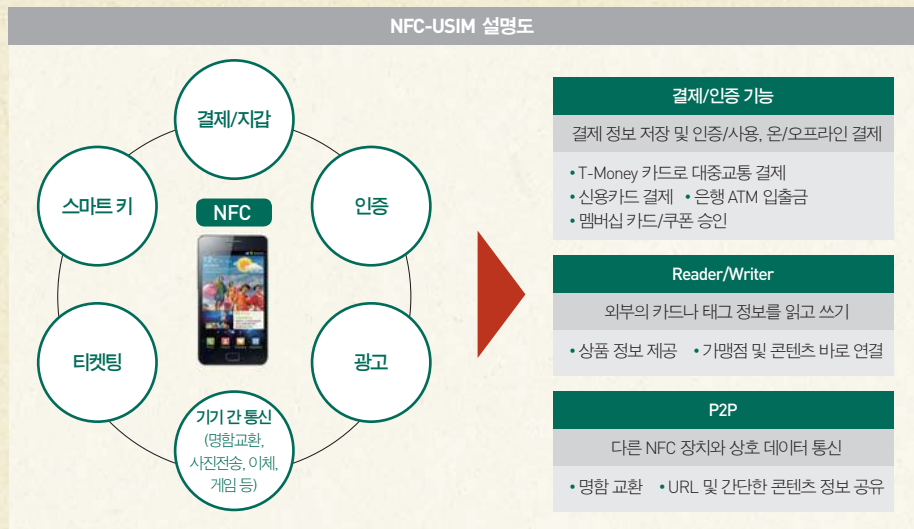 NFC-USIM 설명도
결제/지갑
스마트 키
NFC
인증
티켓팅
광고
기기 간 통신
(명함교환,
사진전송, 이체,
게임 등)
결제/인증 기능
결제 정보 저장 및 인증/사용, 온/오프라인 결제
• T-Money 카드로 대중교통 결제
• 신용카드 결제 • 은행 ATM 입출금
• 멤버십 카드/쿠폰 승인
Reader/Writer
외부의 카드나 태그 정보를 읽고 쓰기
• 상품 정보 제공 • 가맹점 및 콘텐츠 바로 연결
P2P
다른 NFC 장치와 상호 데이터 통신
• 명함 교환 • URL 및 간단한 콘텐츠 정보 공유